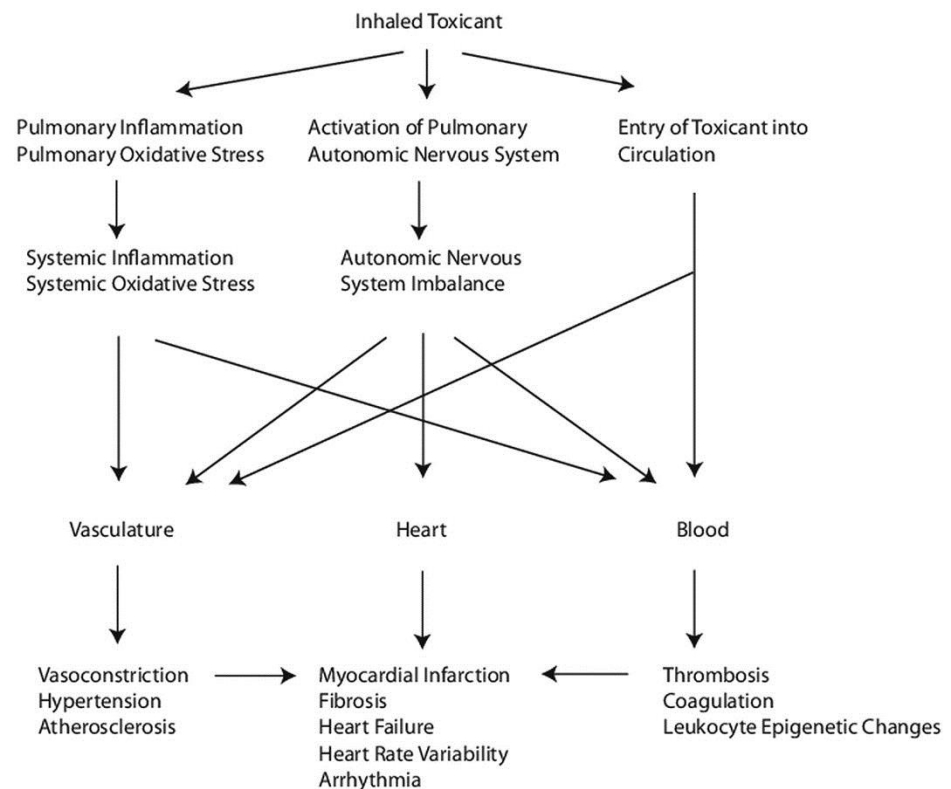 Inhaled Toxicant
Pulmonary Inflammation
Pulmonary Oxidative Stress
Activation of Pulmonary
Autonomic Nervous System
Entry of Toxicant into
Circulation
Systemic Inflammation
Systemic Oxidative Stress
Autonomic Nervous
System Imbalance
Vasculature
Heart
Blood
Vasoconstriction
Hypertension
Atherosclerosis
Myocardial Infarction
Fibrosis
Heart Failure
Heart Rate Variability
Arrhythmia
Thrombosis
Coagulation
Leukocyte Epigenetic Changes